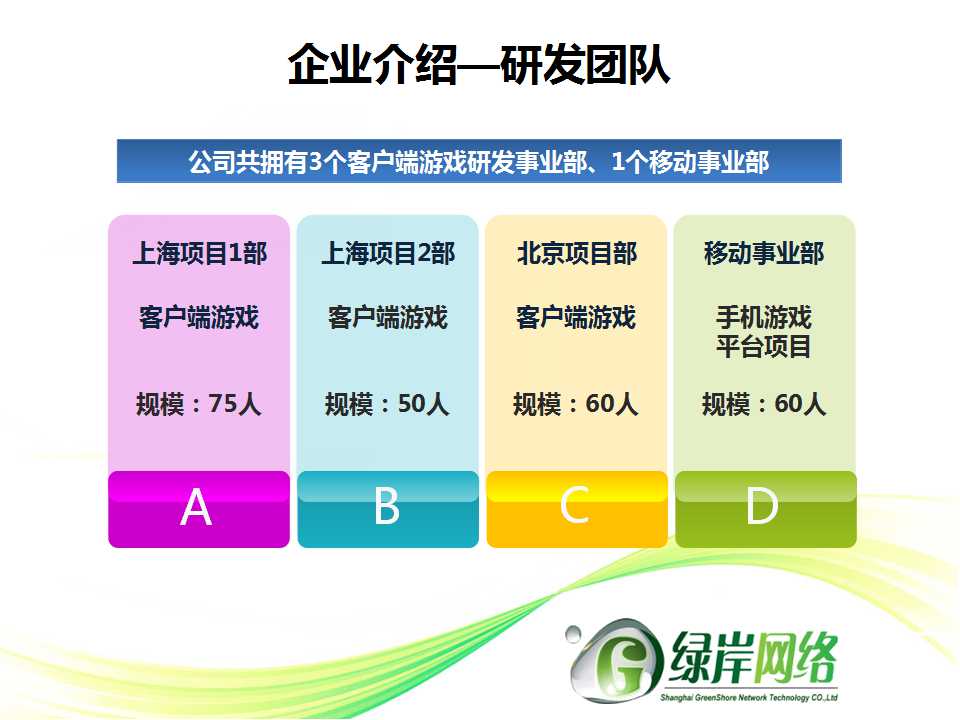 企业介绍—研发团队
公司共拥有3个客户端游戏研发事业部、1个移动事业部
上海项目1部
客户端游戏
规模：75人
A
上海项目2部
客户端游戏
规模：50人
B
北京项目部
客户端游戏
规模：60人
C
移动事业部
手机游戏
平台项目
规模：60人
D
G
绿岸网络
Shanghai GreenShore Network Technology CO.,Ltd